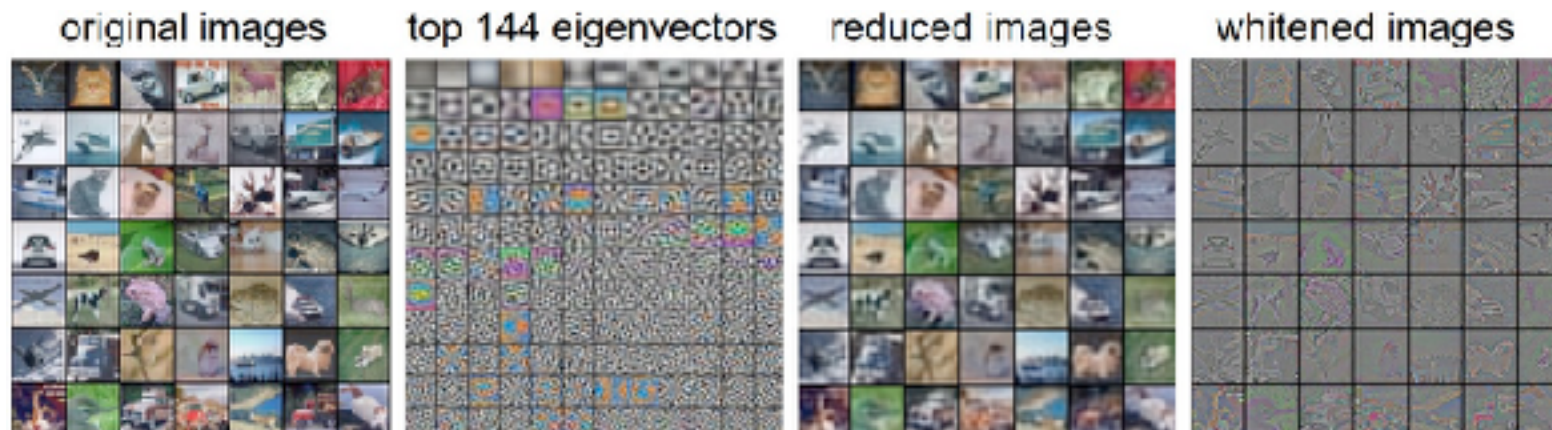 original images
top 144 eigenvectors
reduced images
whitened images